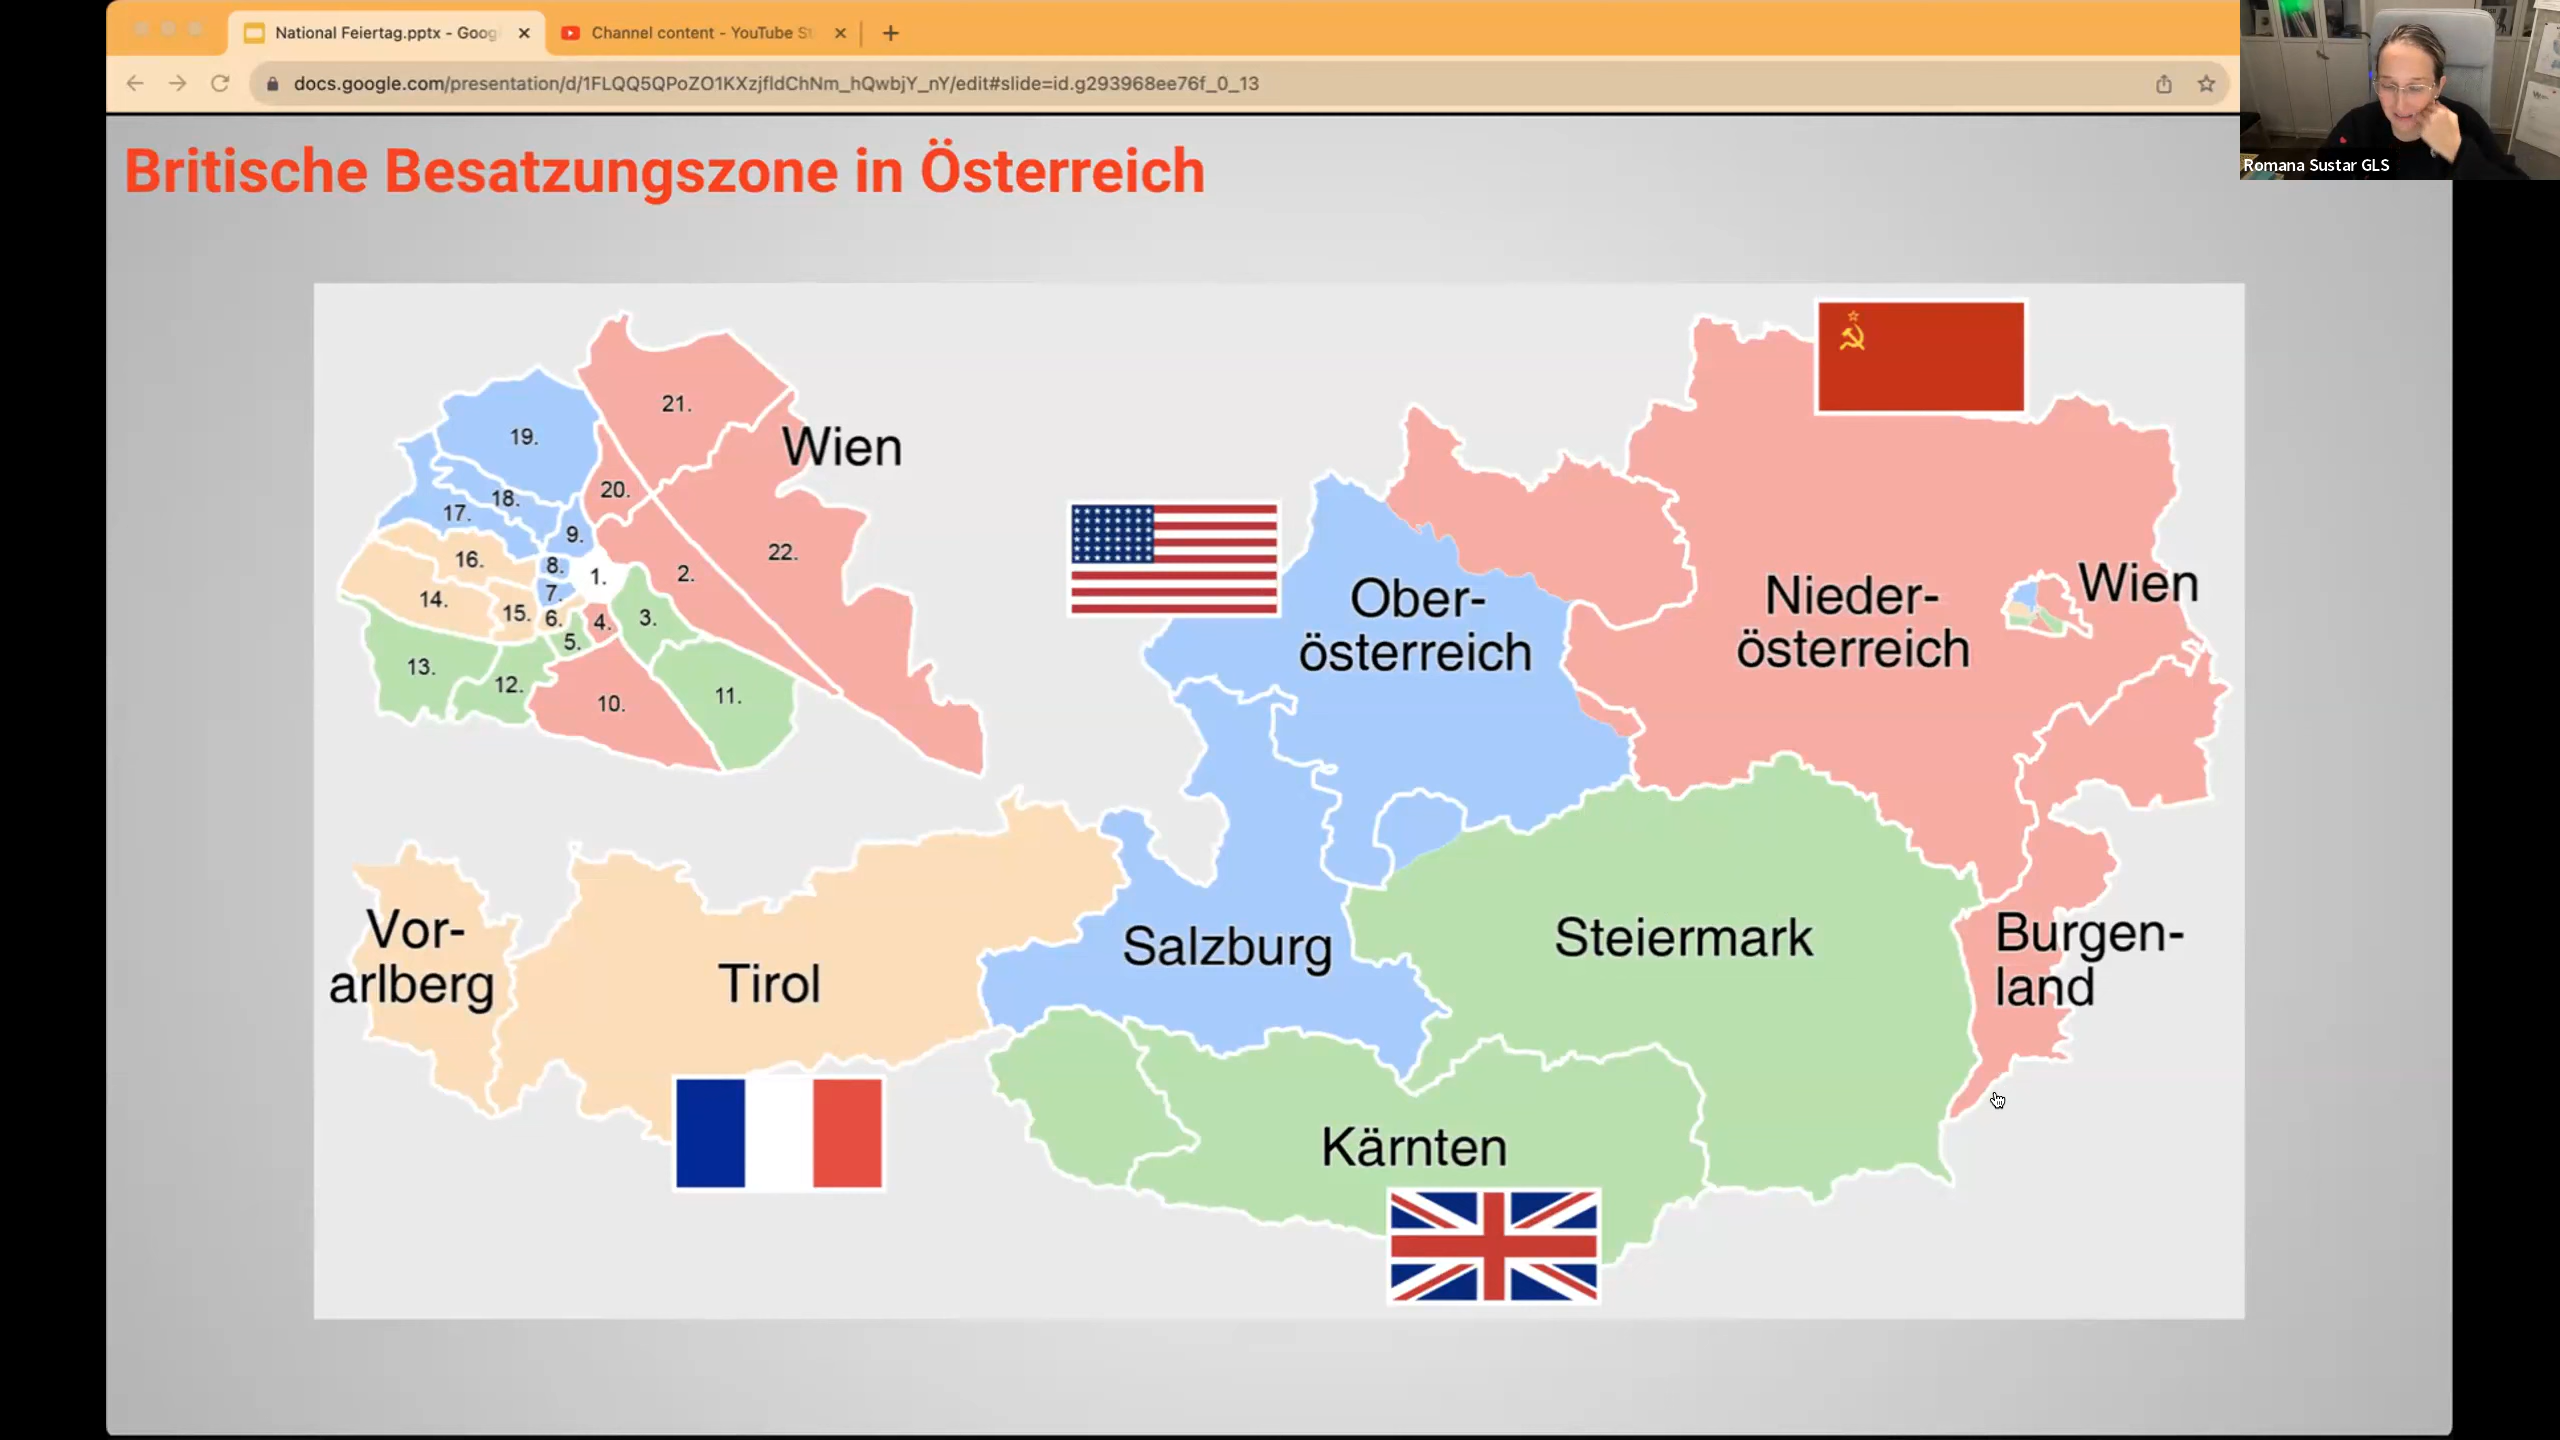 National Feiertag.pptx - Goog
Channel content - YouTube St
docs.google.com/presentation/d/1FLQQ5QPoZO1KXzjfldChNm_hQwbjY_nY/edit#slide=id.g293968ee76f_0_13
Romana Sustar GLS
Britische Besatzungszone in Österreich
21.
19.
Wien
20.
18.
17.
9.
22.
16.
8.
1.
2.
7.
14.
15.
6.
4.
3.
5.
13.
12.
10.
11.
Ober-
österreich
Nieder-
österreich
Wien
Vor-
arlberg
Tirol
Salzburg
Steiermark
Burgen-
land
Kärnten